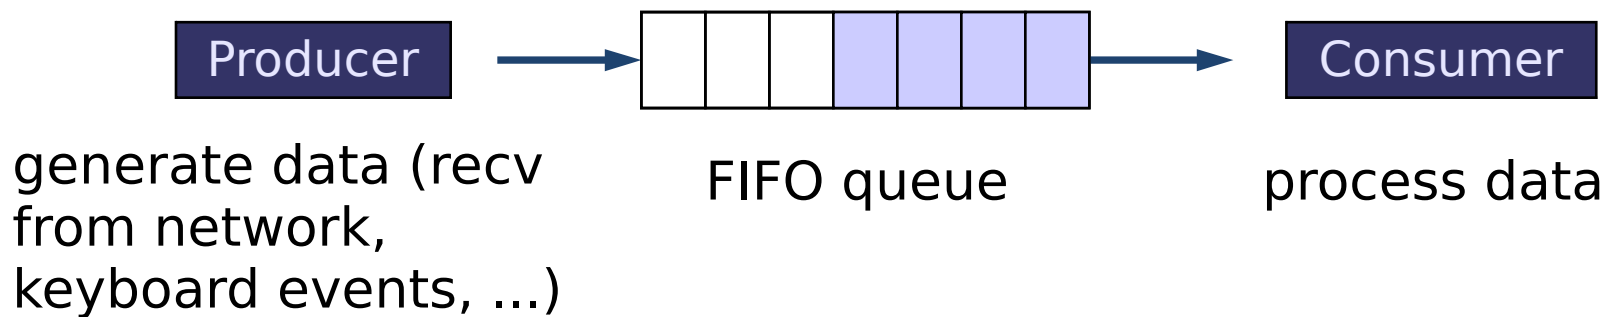 Producer
Consumer
generate data (recv
from network,
keyboard events, ...)
FIFO queue
process data